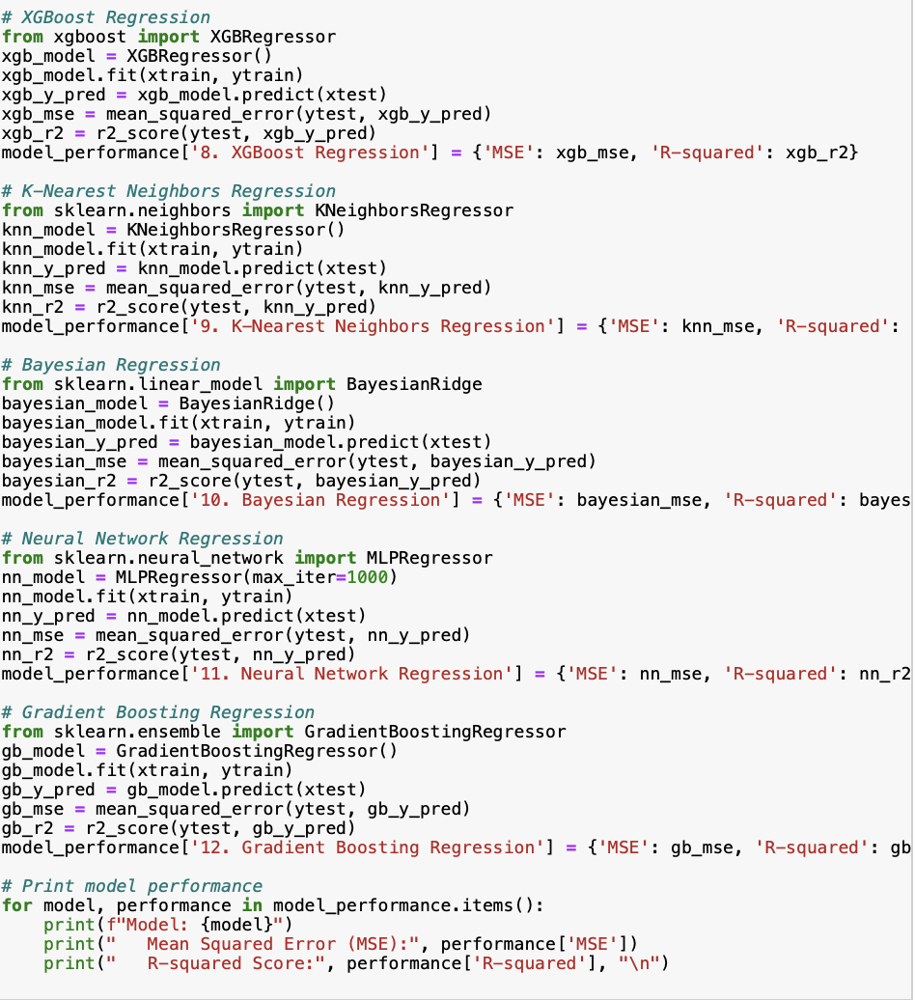 # XGBoost Regression
from xgboost import XGBRegressor
xgb_model = XGBRegressor()
xgb_model.fit(xtrain, ytrain)
xgb_y_pred = xgb_model.predict(xtest)
xgb_mse = mean_squared_error(ytest, xgb_y_pred)
xgb_r2 = r2_score(ytest, xgb_y_pred)
model_performance['8. XGBoost Regression'] = {'MSE': xgb_mse, 'R-squared': xgb_r2}

# K-Nearest Neighbors Regression
from sklearn.neighbors import KNeighborsRegressor
knn_model = KNeighborsRegressor()
knn_model.fit(xtrain, ytrain)
knn_y_pred = knn_model.predict(xtest)
knn_mse = mean_squared_error(ytest, knn_y_pred)
knn_r2 = r2_score(ytest, knn_y_pred)
model_performance['9. K-Nearest Neighbors Regression'] = {'MSE': knn_mse, 'R-squared':

# Bayesian Regression
from sklearn.linear_model import BayesianRidge
bayesian_model = BayesianRidge()
bayesian_model.fit(xtrain, ytrain)
bayesian_y_pred = bayesian_model.predict(xtest)
bayesian_mse = mean_squared_error(ytest, bayesian_y_pred)
bayesian_r2 = r2_score(ytest, bayesian_y_pred)
model_performance['10. Bayesian Regression'] = {'MSE': bayesian_mse, 'R-squared': bayes

# Neural Network Regression
from sklearn.neural_network import MLPRegressor
nn_model = MLPRegressor(max_iter=1000)
nn_model.fit(xtrain, ytrain)
nn_y_pred = nn_model.predict(xtest)
nn_mse = mean_squared_error(ytest, nn_y_pred)
nn_r2 = r2_score(ytest, nn_y_pred)
model_performance['11. Neural Network Regression'] = {'MSE': nn_mse, 'R-squared': nn_r2

# Gradient Boosting Regression
from sklearn.ensemble import GradientBoostingRegressor
gb_model = GradientBoostingRegressor()
gb_model.fit(xtrain, ytrain)
gb_y_pred = gb_model.predict(xtest)
gb_mse = mean_squared_error(ytest, gb_y_pred)
gb_r2 = r2_score(ytest, gb_y_pred)
model_performance['12. Gradient Boosting Regression'] = {'MSE': gb_mse, 'R-squared': gb

# Print model performance
for model, performance in model_performance.items():
    print(f"Model: {model}")
    print("   Mean Squared Error (MSE):", performance['MSE'])
    print("   R-squared Score:", performance['R-squared'], "\n")